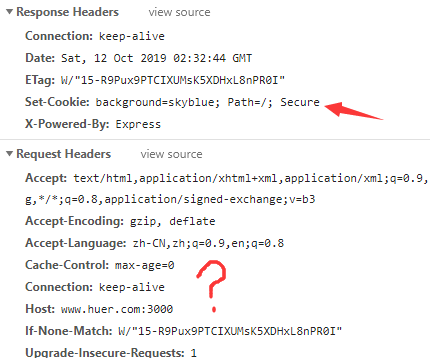 Response Headers view source
Connection: keep-alive
Date: Sat, 12 Oct 2019 02:32:44 GMT
ETag: W/"15-R9Pux9PTCIXUMsK5XDHxL8nPR0I"
Set-Cookie: background=skyblue; Path=/; Secure
X-Powered-By: Express
Request Headers view source
Accept: text/html,application/xhtml+xml,application/xml;q=0.9,
g,*/*;q=0.8,application/signed-exchange;v=b3
Accept-Encoding: gzip, deflate
Accept-Language: zh-CN,zh;q=0.9,en;q=0.8
Cache-Control: max-age=0
Connection: keep-alive
?
Host: www.huer.com:3000
If-None-Match: W/"15-R9Pux9PTCIXUMsK5XDHxL8nPR0I"
Upgrade-Insecure-Requests: 1